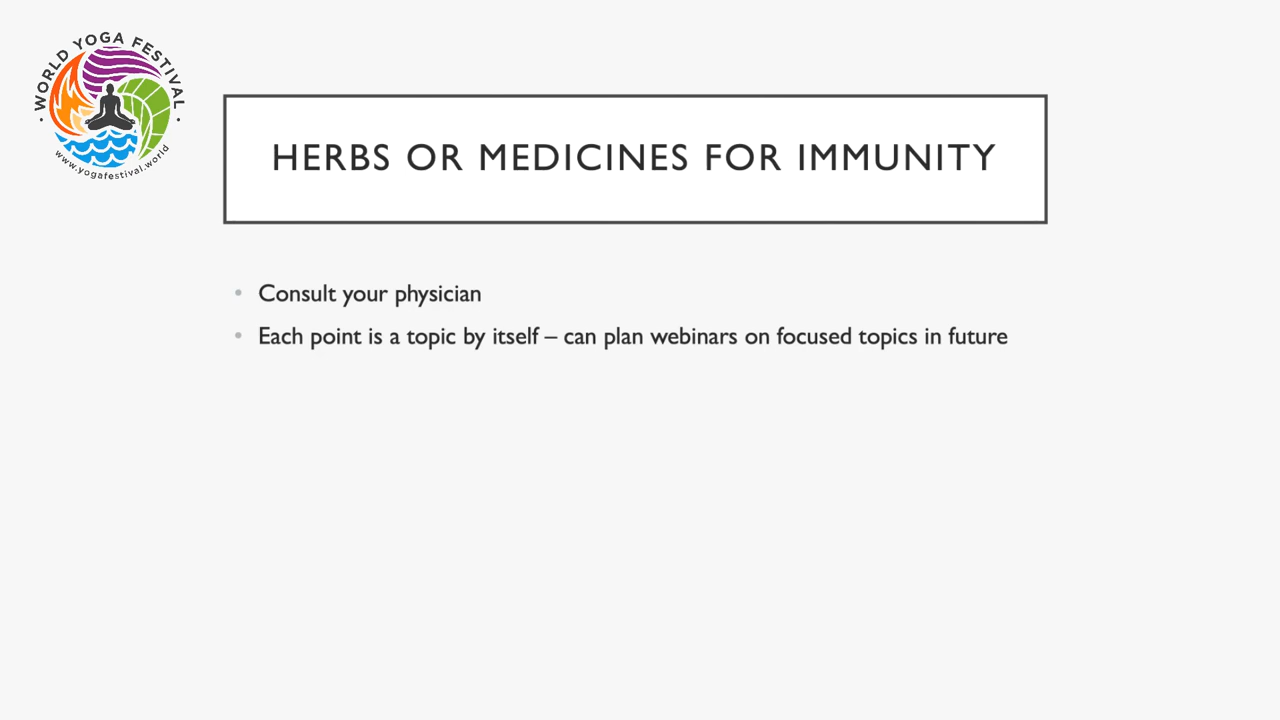 · WORLD YOGA FESTIVAL ·
www.yogafestival.world
HERBS OR MEDICINES FOR IMMUNITY
• Consult your physician
• Each point is a topic by itself – can plan webinars on focused topics in future